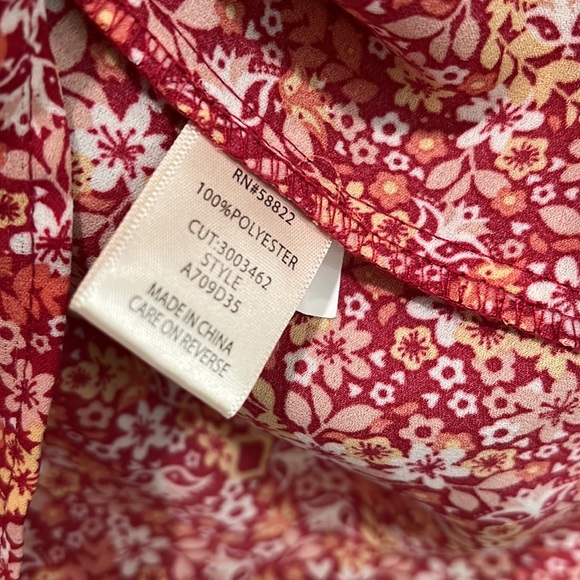 RN#58822
100%POLYESTER
CUT:3003462
STYLE
A709D35
MADE IN CHINA
CARE ON REVERSE